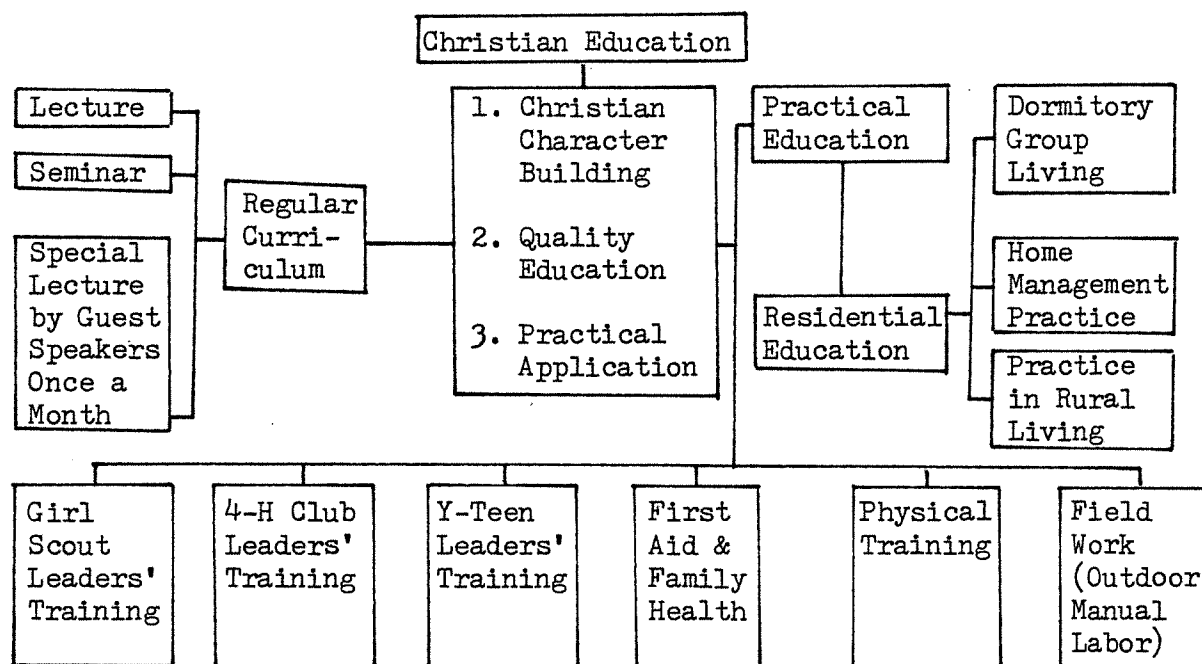 Christian Education
Lecture
Seminar
Special
Lecture
by Guest
Speakers
Once a
Month
Regular
Curri-
culum
1. Christian
Character
Building
2. Quality
Education
3. Practical
Application
Practical
Education
Residential
Education
Dormitory
Group
Living
Home
Management
Practice
Practice
in Rural
Living
Girl
Scout
Leaders'
Training
4-H Club
Leaders'
Training
Y-Teen
Leaders'
Training
First
Aid &
Family
Health
Physical
Training
Field
Work
(Outdoor
Manual
Labor)